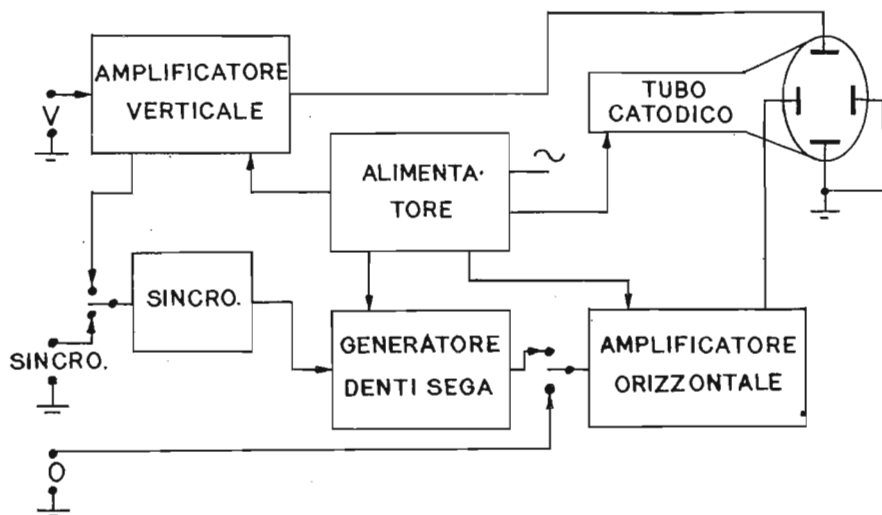 AMPLIFICATORE
VERTICALE
V
TUBO
CATODICO
ALIMENTA-
TORE
SINCRO.
SINCRO.
GENERATORE
DENTI SEGA
AMPLIFICATORE
ORIZZONTALE
O